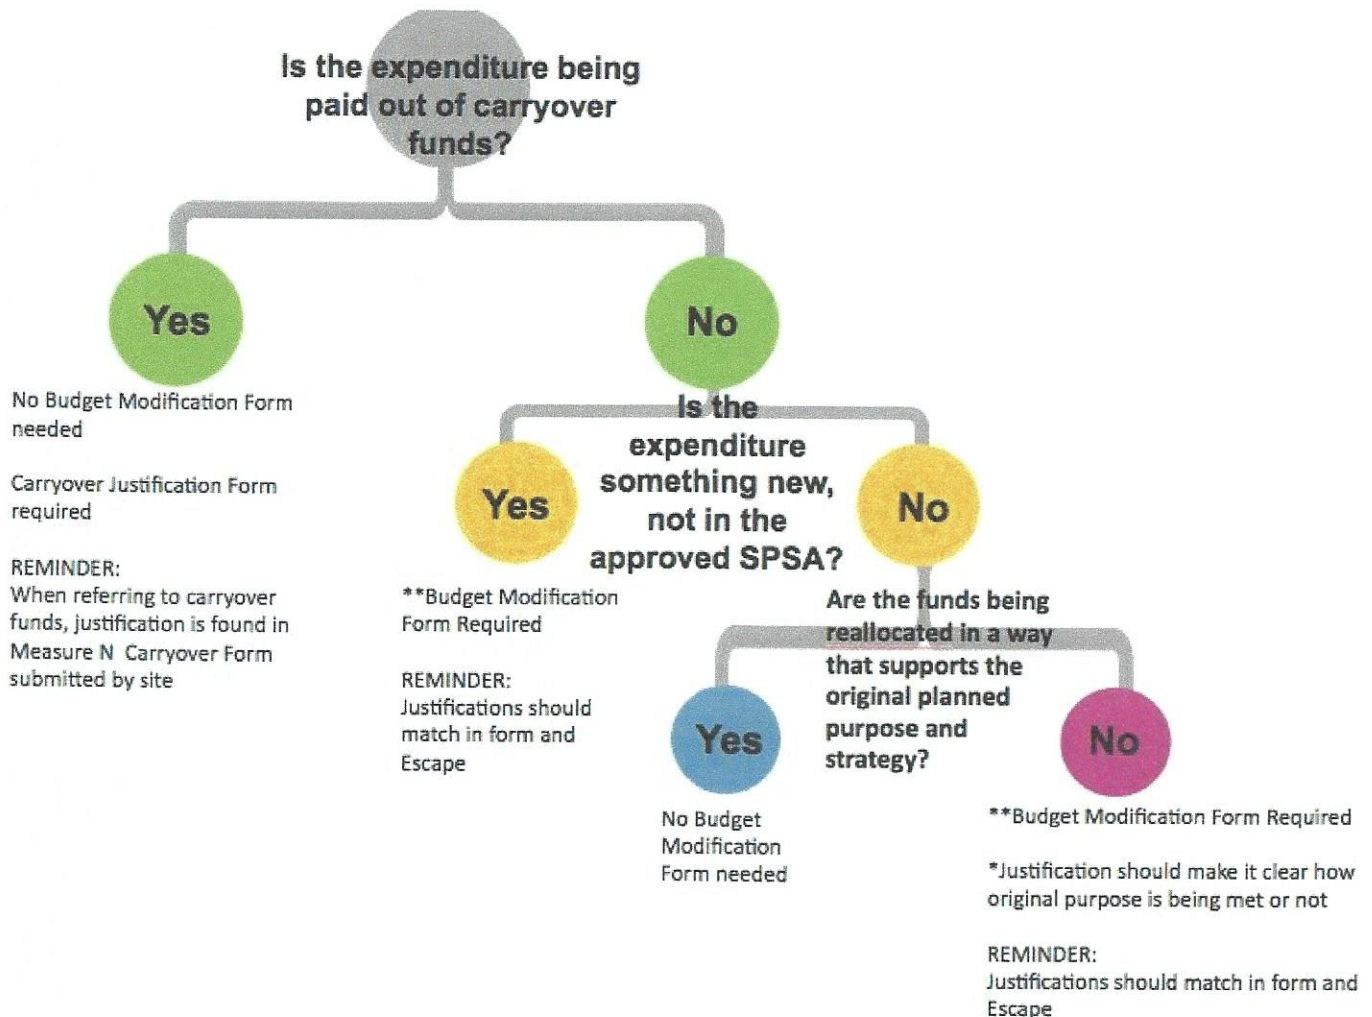 Is the expenditure being
paid out of carryover
funds?
Yes
No
No Budget Modification Form
needed
Carryover Justification Form
required
REMINDER:
When referring to carryover
funds, justification is found in
Measure N Carryover Form
submitted by site
Is the
expenditure
something new,
not in the
approved SPSA?
Yes
No
**Budget Modification
Form Required
REMINDER:
Justifications should
match in form and
Escape
Are the funds being
reallocated in a way
that supports the
original planned
purpose and
strategy?
Yes
No
No Budget
Modification
Form needed
**Budget Modification Form Required
*Justification should make it clear how
original purpose is being met or not
REMINDER:
Justifications should match in form and
Escape